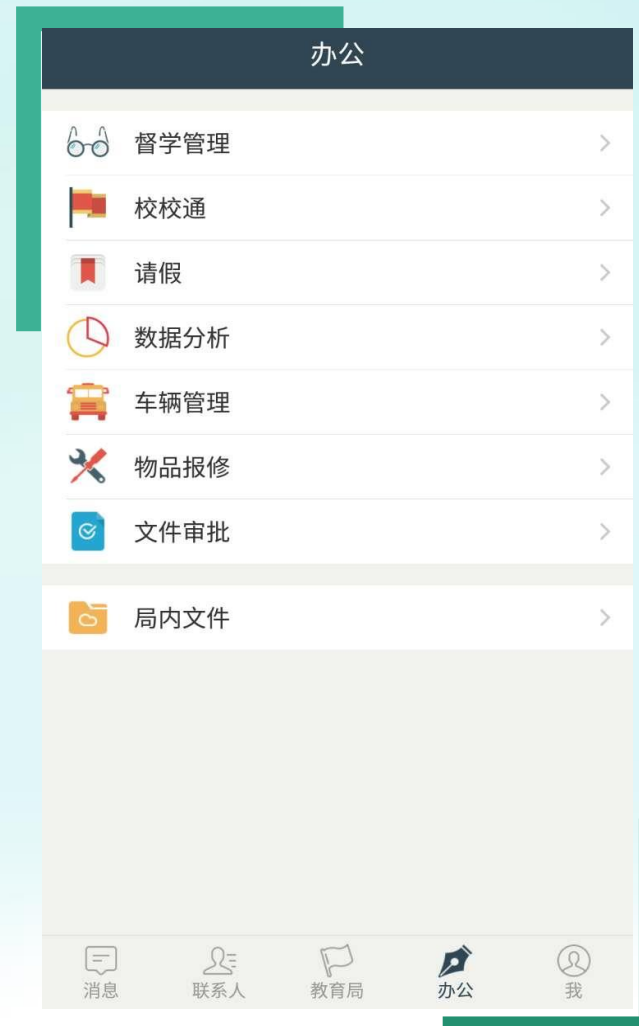 办公
督学管理
校校通
请假
数据分析
车辆管理
物品报修
文件审批
局内文件
消息
联系人
教育局
办公
我